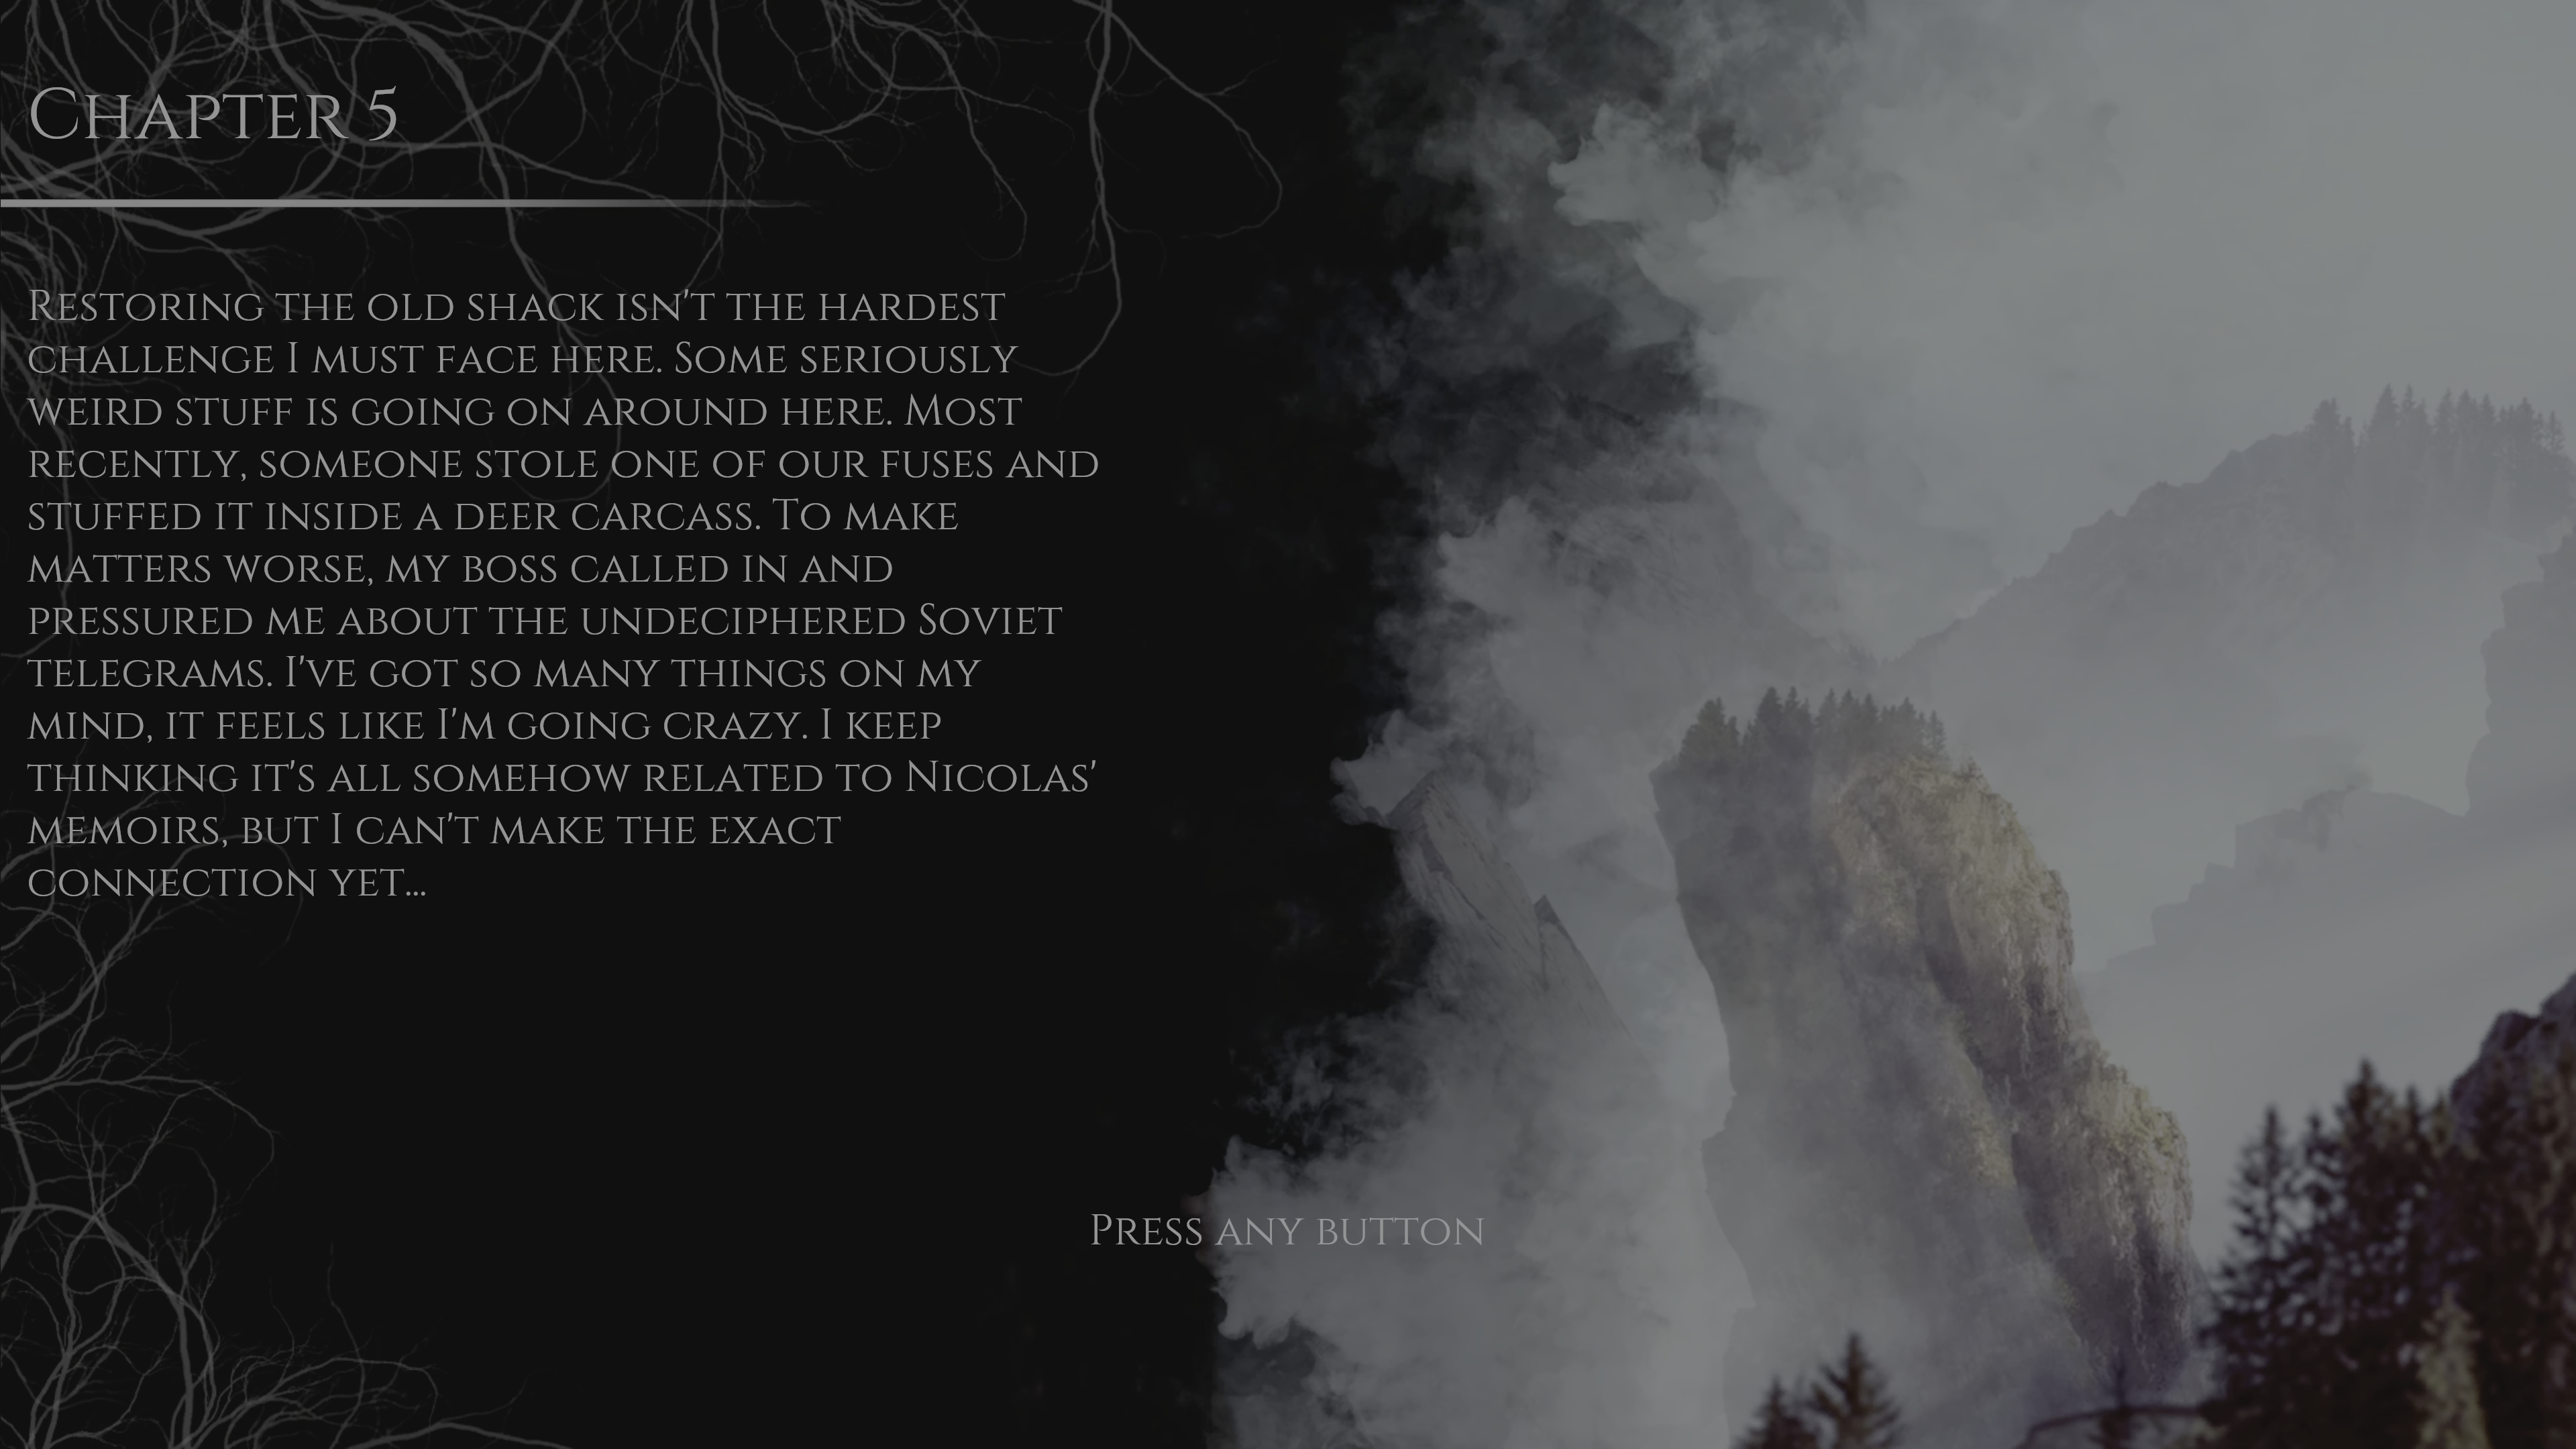 Chapter 5
Restoring the old shack isn't the hardest
challenge I must face here. Some seriously
weird stuff is going on around here. Most
recently, someone stole one of our fuses and
stuffed it inside a deer carcass. To make
matters worse, my boss called in and
pressured me about the undeciphered Soviet
telegrams. I've got so many things on my
mind, it feels like I'm going crazy. I keep
thinking it's all somehow related to Nicolas'
memoirs, but I can't make the exact
connection yet...
Press any button